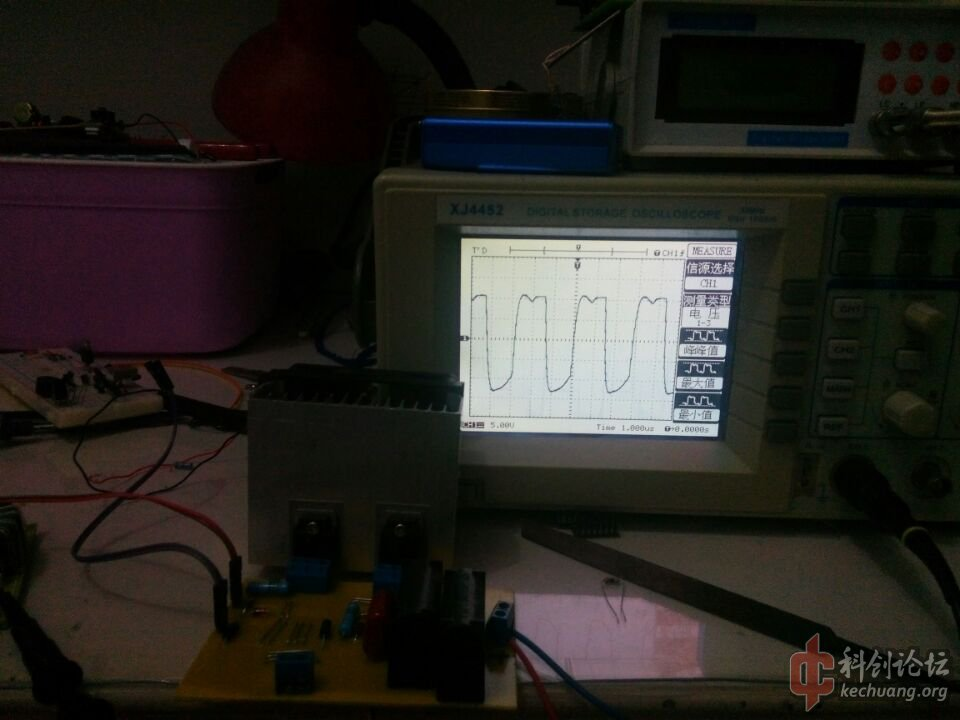 XJ4452 DIGITAL STORAGE OSCILLOSCOPE
T'D
CH1
MEASURE
信源选择
CH1
测量类型
电 压
1-3
峰峰值
最大值
最小值
CH1 5.00V Time 1.000us 0.0000s
CH1
CH2
科创论坛
kechuang.org